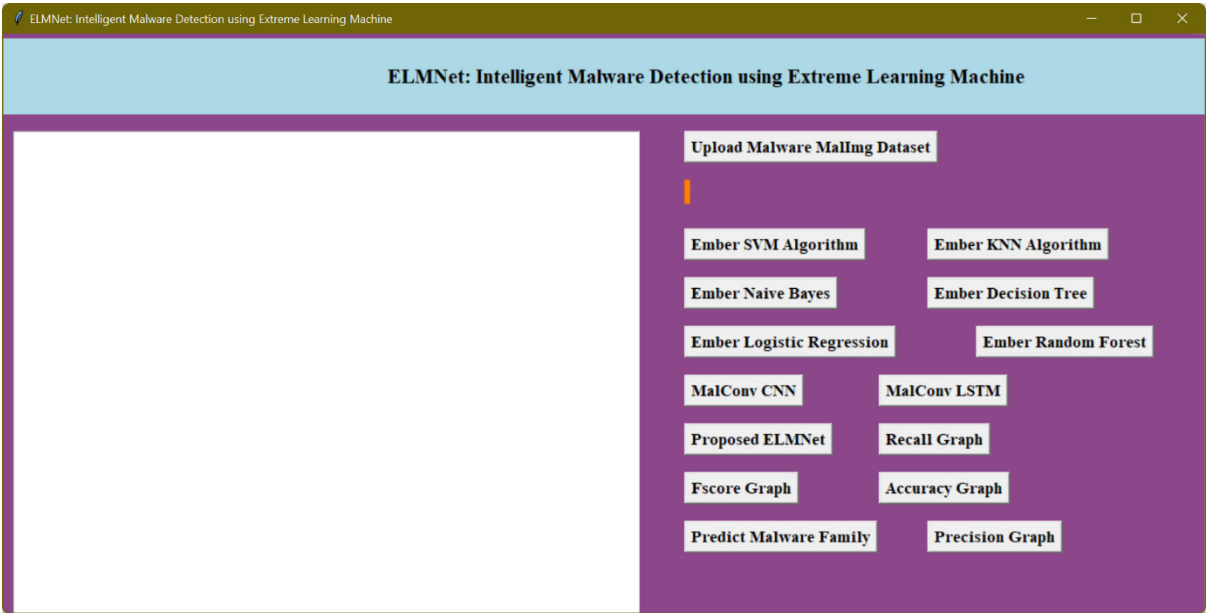 ELMNet: Intelligent Malware Detection using Extreme Learning Machine
ELMNet: Intelligent Malware Detection using Extreme Learning Machine
Upload Malware MalImg Dataset
Ember SVM Algorithm Ember KNN Algorithm
Ember Naive Bayes Ember Decision Tree
Ember Logistic Regression Ember Random Forest
MalConv CNN MalConv LSTM
Proposed ELMNet Recall Graph
Fscore Graph Accuracy Graph
Predict Malware Family Precision Graph